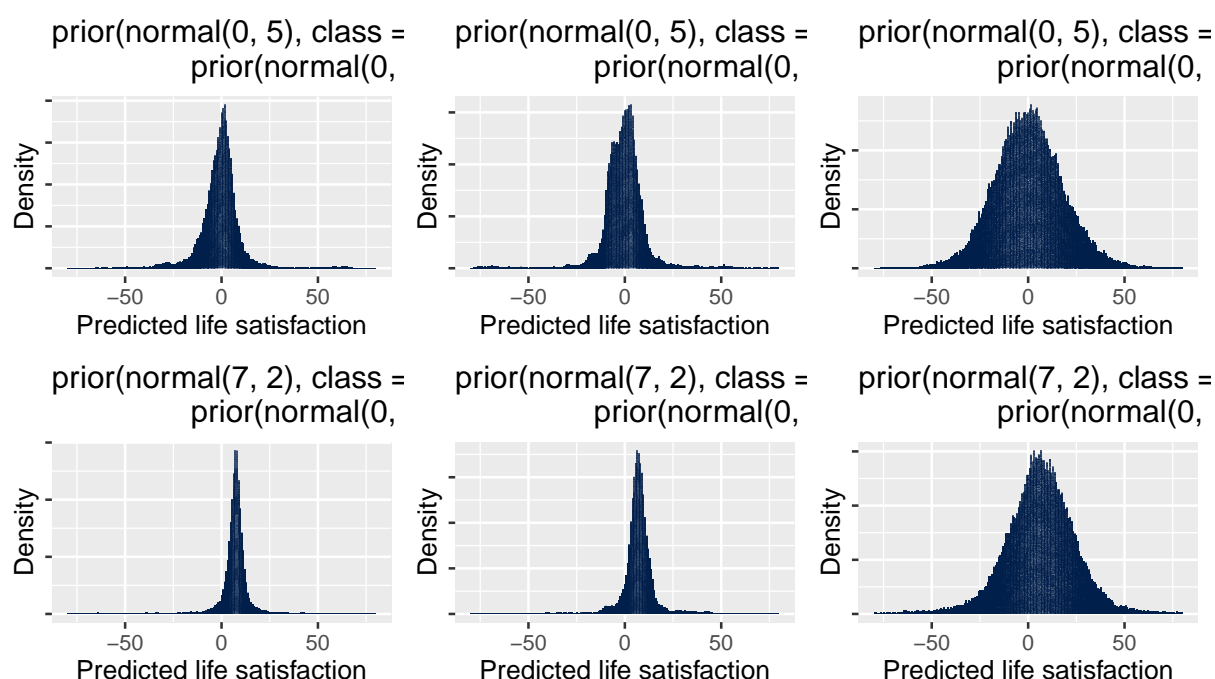 prior(normal(0, 5), class =
prior(normal(0,
Density
−50 0 50
Predicted life satisfaction
prior(normal(0, 5), class =
prior(normal(0,
Density
−50 0 50
Predicted life satisfaction
prior(normal(0, 5), class =
prior(normal(0,
Density
−50 0 50
Predicted life satisfaction
prior(normal(7, 2), class =
prior(normal(0,
Density
−50 0 50
Predicted life satisfaction
prior(normal(7, 2), class =
prior(normal(0,
Density
−50 0 50
Predicted life satisfaction
prior(normal(7, 2), class =
prior(normal(0,
Density
−50 0 50
Predicted life satisfaction